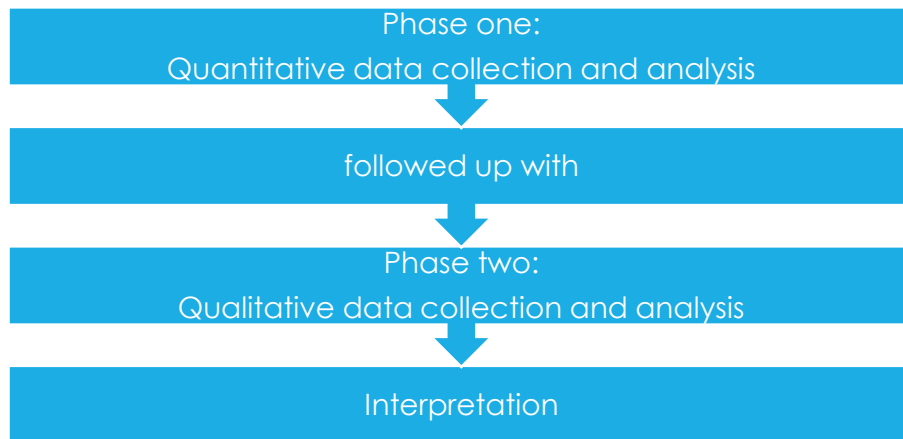 Phase one:
Quantitative data collection and analysis
followed up with
Phase two:
Qualitative data collection and analysis
Interpretation